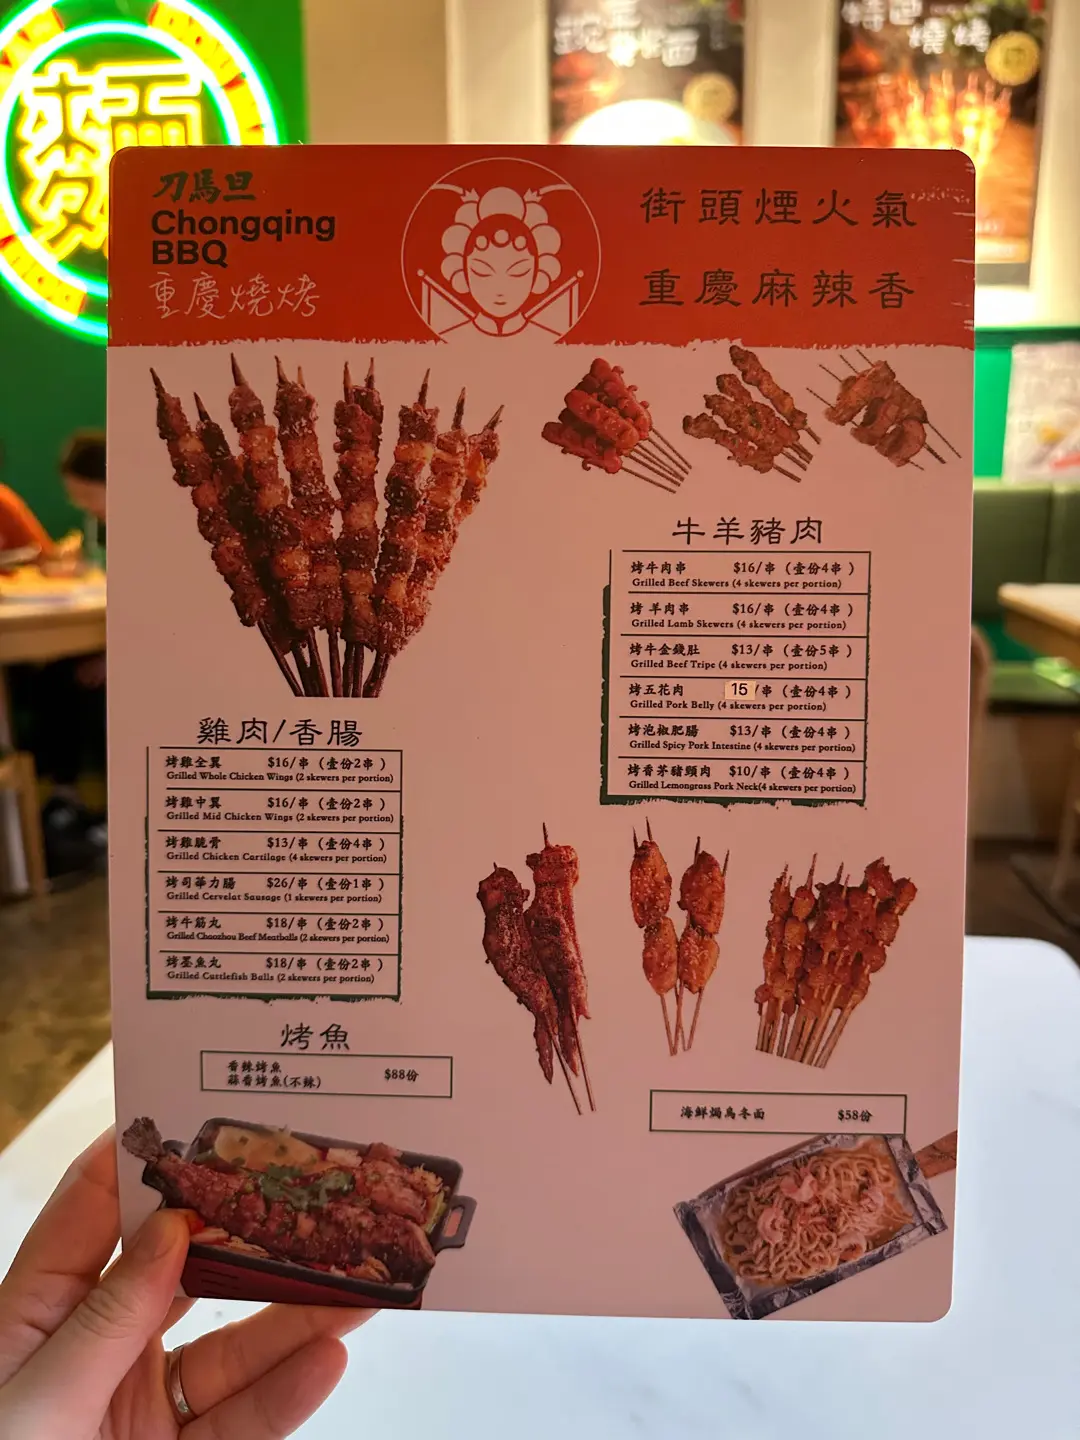 刀馬旦
Chongqing
BBQ
重慶燒烤
街頭煙火氣
重慶麻辣香
牛羊豬肉
烤牛肉串 $16/串 (壹份4串 )
Grilled Beef Skewers (4 skewers per portion)
烤 羊肉串 $16/串 (壹份4串 )
Grilled Lamb Skewers (4 skewers per portion)
烤牛金錢肚 $13/串 (壹份5串 )
Grilled Beef Tripe (4 skewers per portion)
烤五花肉 15/串 (壹份4串 )
Grilled Pork Belly (4 skewers per portion)
烤泡椒肥腸 $13/串 (壹份4串 )
Grilled Spicy Pork Intestine (4 skewers per portion)
烤香茅豬頸肉 $10/串 (壹份4串 )
Grilled Lemongrass Pork Neck(4 skewers per portion)
雞肉/香腸
烤雞全翼 $16/串 (壹份2串 )
Grilled Whole Chicken Wings (2 skewers per portion)
烤雞中翼 $16/串 (壹份2串 )
Grilled Mid Chicken Wings (2 skewers per portion)
烤雞脆骨 $13/串 (壹份4串 )
Grilled Chicken Cartilage (4 skewers per portion)
烤司華力腸 $26/串 (壹份1串 )
Grilled Cervelat Sausage (1 skewers per portion)
烤牛筋丸 $18/串 (壹份2串 )
Grilled Chaozhou Beef Meatballs (2 skewers per portion)
烤墨魚丸 $18/串 (壹份2串 )
Grilled Cuttlefish Balls (2 skewers per portion)
烤魚
香辣烤魚
蒜香烤魚(不辣) $88份
海鮮焗烏冬面 $58份